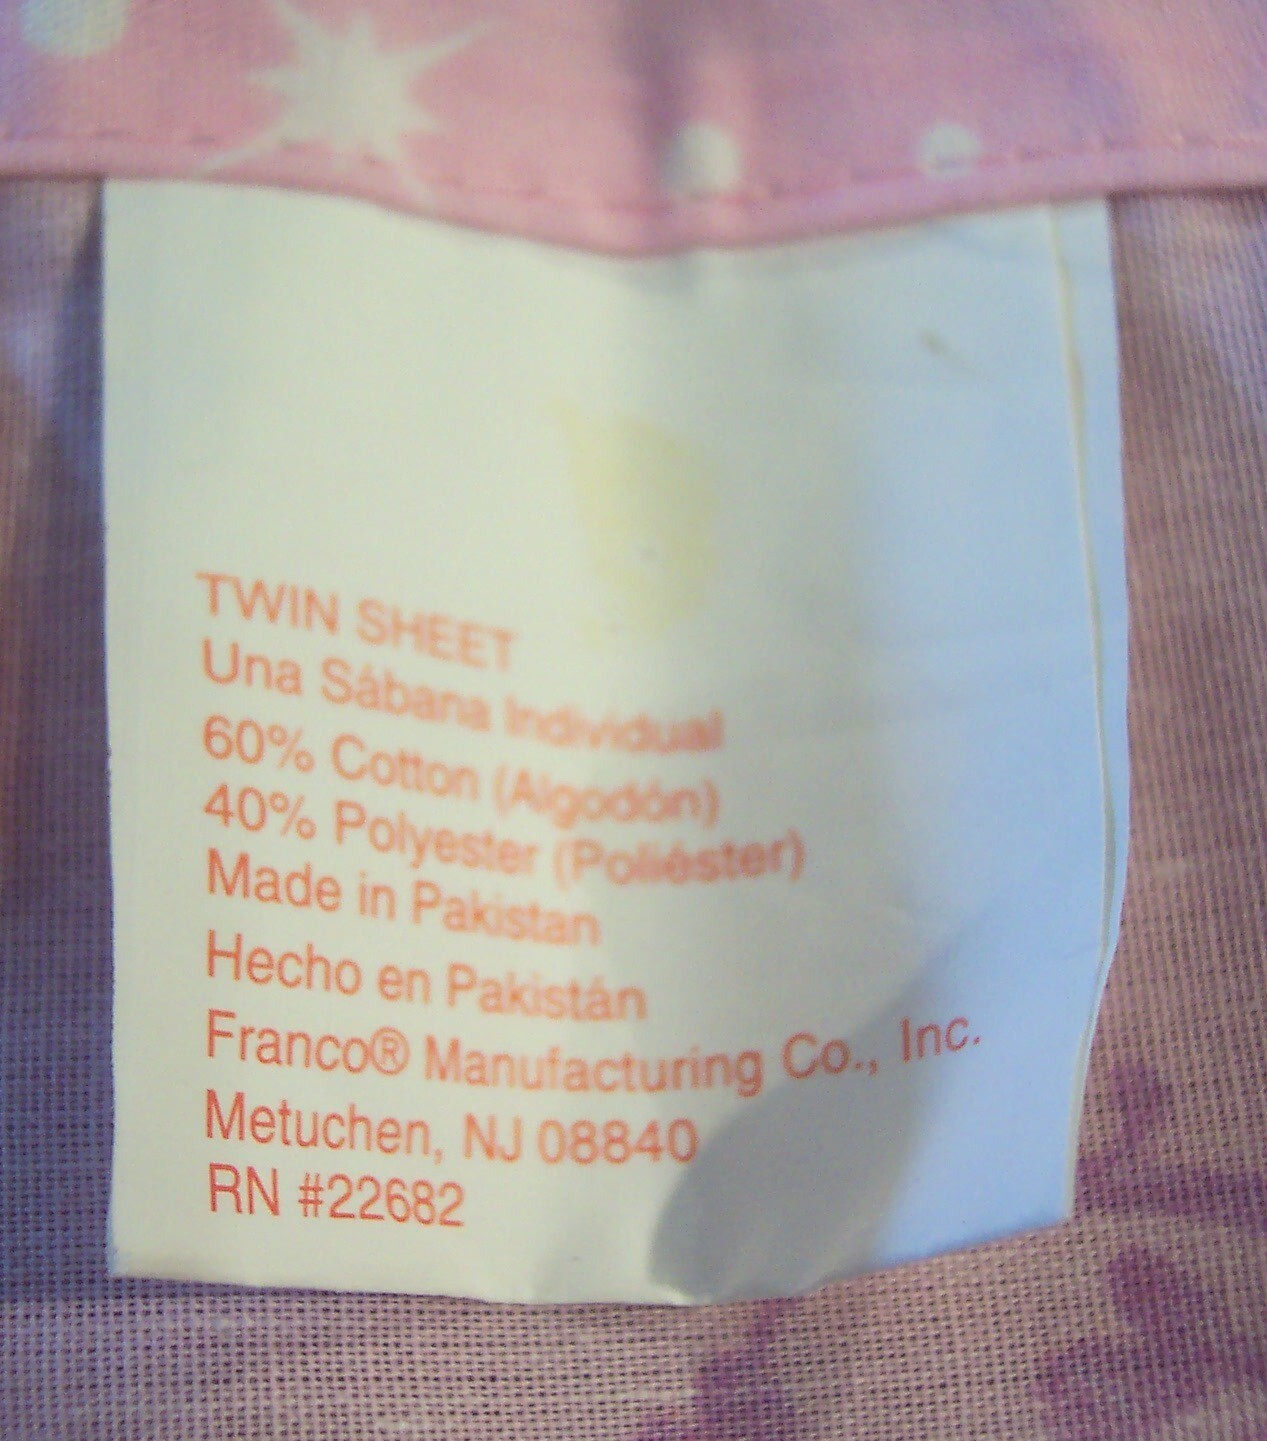 TWIN SHEET
Una Sábana Individual
60% Cotton (Algodón)
40% Polyester (Poliéster)
Made in Pakistan
Hecho en Pakistán
Franco® Manufacturing Co., Inc.
Metuchen, NJ 08840
RN #22682